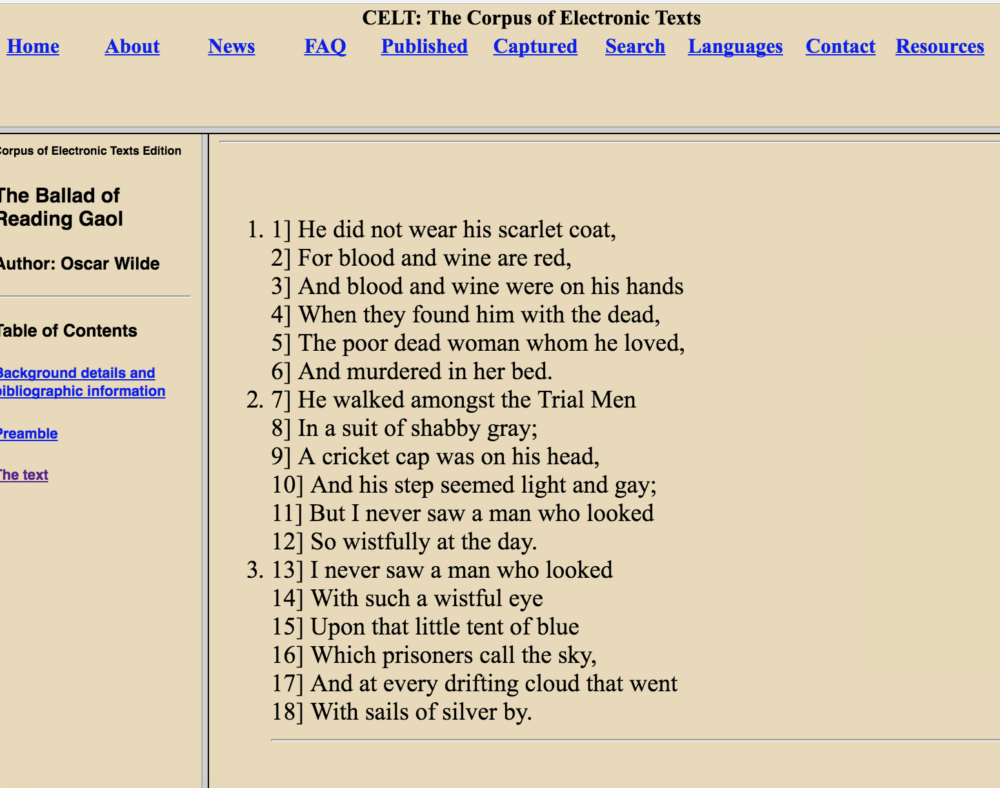 CELT: The Corpus of Electronic Texts
Home About News FAQ Published Captured Search Languages Contact Resources
Corpus of Electronic Texts Edition
The Ballad of
Reading Gaol
Author: Oscar Wilde
Table of Contents
Background details and
bibliographic information
Preamble
The text
1. 1] He did not wear his scarlet coat,
2] For blood and wine are red,
3] And blood and wine were on his hands
4] When they found him with the dead,
5] The poor dead woman whom he loved,
6] And murdered in her bed.
2. 7] He walked amongst the Trial Men
8] In a suit of shabby gray;
9] A cricket cap was on his head,
10] And his step seemed light and gay;
11] But I never saw a man who looked
12] So wistfully at the day.
3. 13] I never saw a man who looked
14] With such a wistful eye
15] Upon that little tent of blue
16] Which prisoners call the sky,
17] And at every drifting cloud that went
18] With sails of silver by.